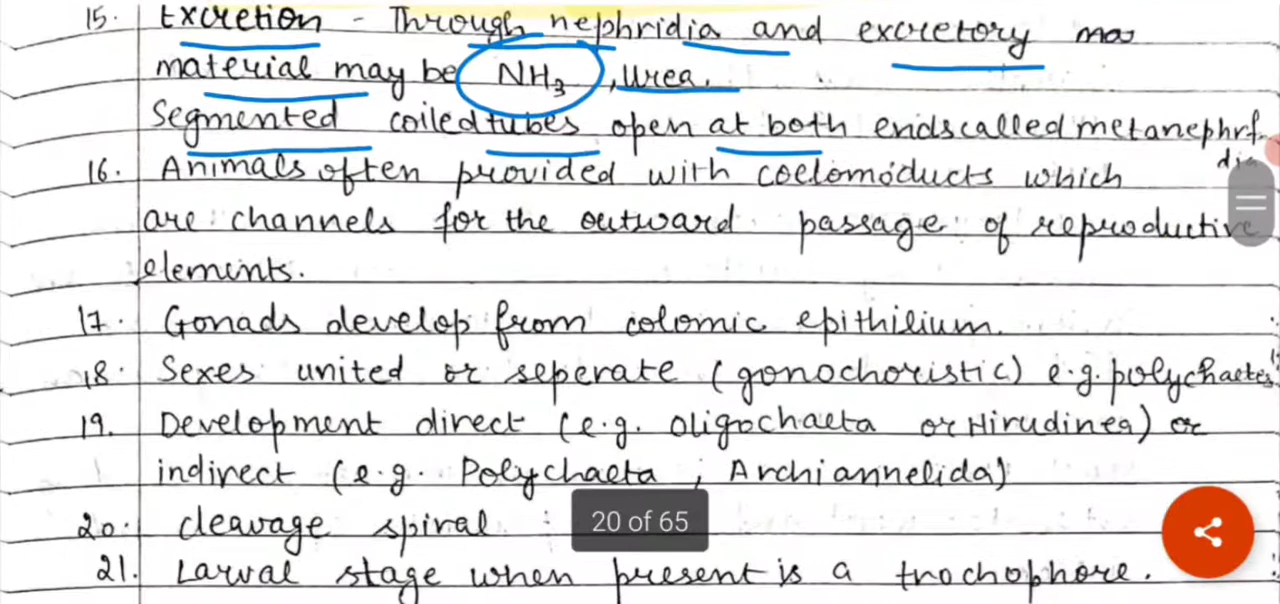 15. Excretion - Through nephridia and excretory mas
material may be NH3, Urea.
Segmented coiled tubes open at both ends called metanephri
dia
16. Animals often provided with coelomoducts which
are channels for the outward passage of reproductive
elements.
17. Gonads develop from colomic epithilium.
18. Sexes united or seperate (gonochoristic) e.g. polychaetes
19. Development direct (e.g. Oligochaeta or Hirudinea) or
indirect (e.g. Polychaeta, Archiannelida)
20. cleavage spiral
20 of 65
21. Larval stage when present is a trochophore.